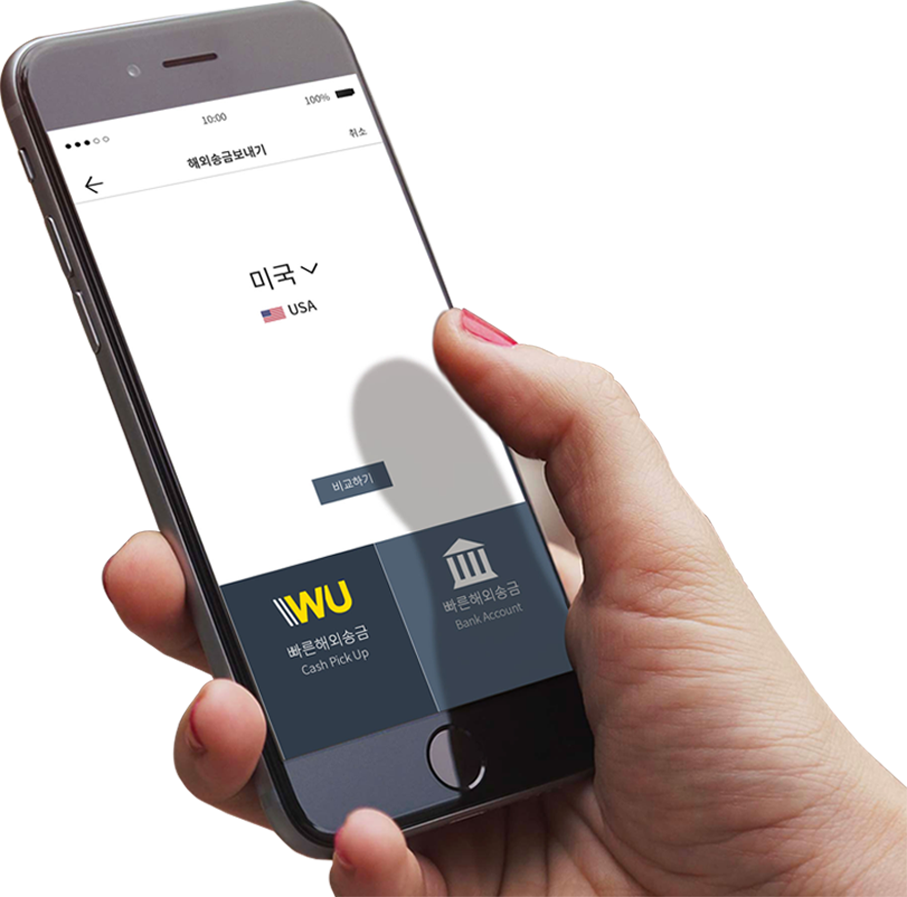 10:00
100%
해외송금보내기
취소
미국
USA
비교하기
WU
빠른해외송금
Cash Pick Up
빠른해외송금
Bank Account